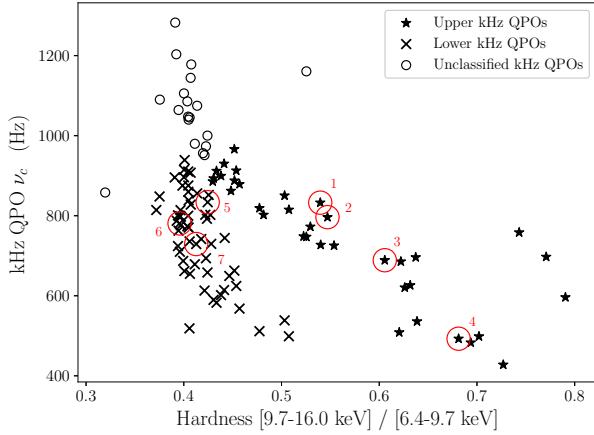 Upper kHz QPOs
Lower kHz QPOs
Unclassified kHz QPOs
kHz QPO ν_c (Hz)
1200
1000
800
600
400
1
2
3
4
5
6
7
0.3 0.4 0.5 0.6 0.7 0.8
Hardness [9.7-16.0 keV] / [6.4-9.7 keV]